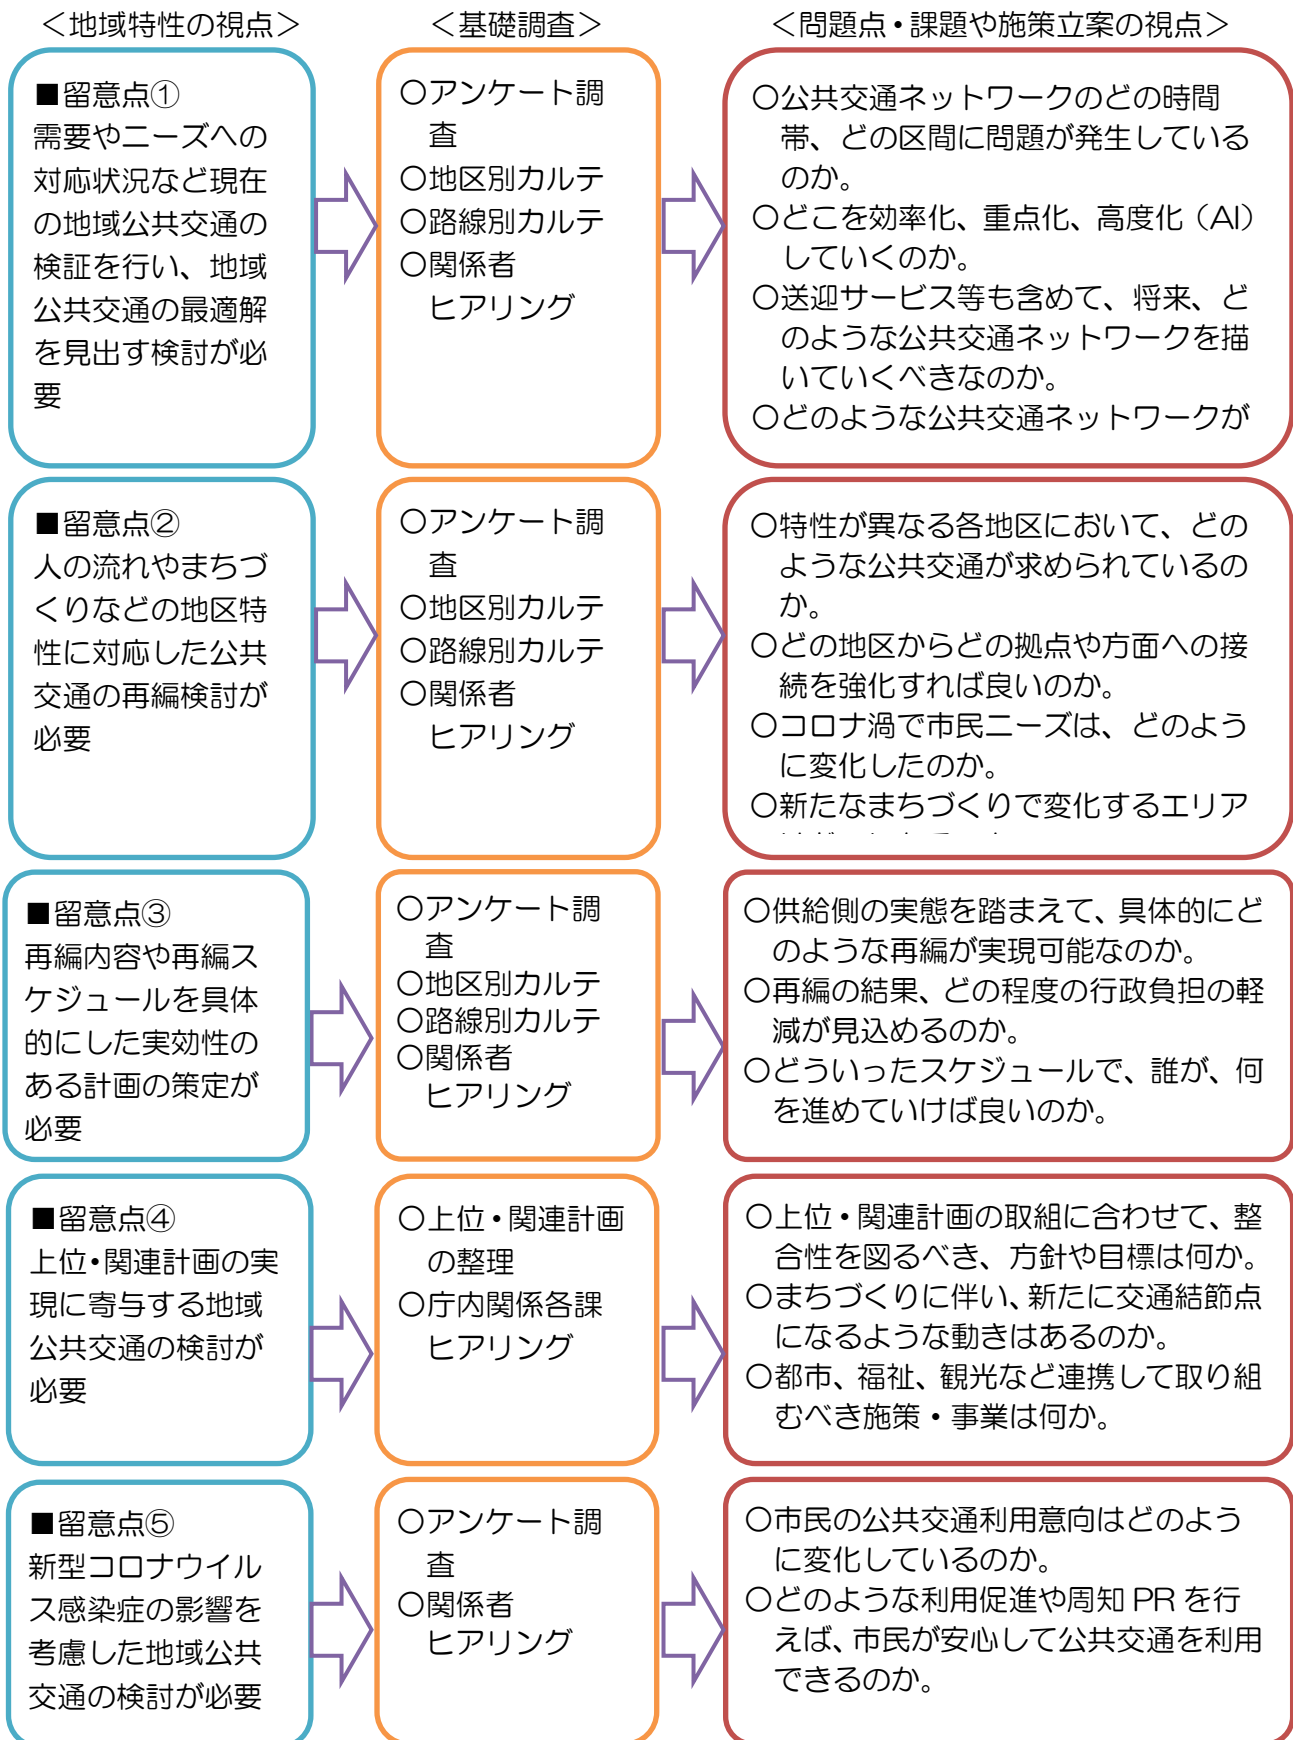 ＜地域特性の視点＞
＜基礎調査＞
＜問題点・課題や施策立案の視点＞
■留意点①
需要やニーズへの
対応状況など現在
の地域公共交通の
検証を行い、地域
公共交通の最適解
を見出す検討が必
要
〇アンケート調
査
〇地区別カルテ
〇路線別カルテ
〇関係者
ヒアリング
〇公共交通ネットワークのどの時間
帯、どの区間に問題が発生している
のか。
〇どこを効率化、重点化、高度化（AI）
していくのか。
〇送迎サービス等も含めて、将来、ど
のような公共交通ネットワークを描
いていくべきなのか。
〇どのような公共交通ネットワークが
■留意点②
人の流れやまちづ
くりなどの地区特
性に対応した公共
交通の再編検討が
必要
〇アンケート調
査
〇地区別カルテ
〇路線別カルテ
〇関係者
ヒアリング
〇特性が異なる各地区において、どの
ような公共交通が求められているの
か。
〇どの地区からどの拠点や方面への接
続を強化すれば良いのか。
〇コロナ渦で市民ニーズは、どのよう
に変化したのか。
〇新たなまちづくりで変化するエリア
■留意点③
再編内容や再編ス
ケジュールを具体
的にした実効性の
ある計画の策定が
必要
〇アンケート調
査
〇地区別カルテ
〇路線別カルテ
〇関係者
ヒアリング
〇供給側の実態を踏まえて、具体的にど
のような再編が実現可能なのか。
〇再編の結果、どの程度の行政負担の軽
減が見込めるのか。
〇どういったスケジュールで、誰が、何
を進めていけば良いのか。
■留意点④
上位・関連計画の実
現に寄与する地域
公共交通の検討が
必要
〇上位・関連計画
の整理
〇庁内関係各課
ヒアリング
〇上位・関連計画の取組に合わせて、整
合性を図るべき、方針や目標は何か。
〇まちづくりに伴い、新たに交通結節点
になるような動きはあるのか。
〇都市、福祉、観光など連携して取り組
むべき施策・事業は何か。
■留意点⑤
新型コロナウイル
ス感染症の影響を
考慮した地域公共
交通の検討が必要
〇アンケート調
査
〇関係者
ヒアリング
〇市民の公共交通利用意向はどのよう
に変化しているのか。
〇どのような利用促進や周知 PR を行
えば、市民が安心して公共交通を利用
できるのか。